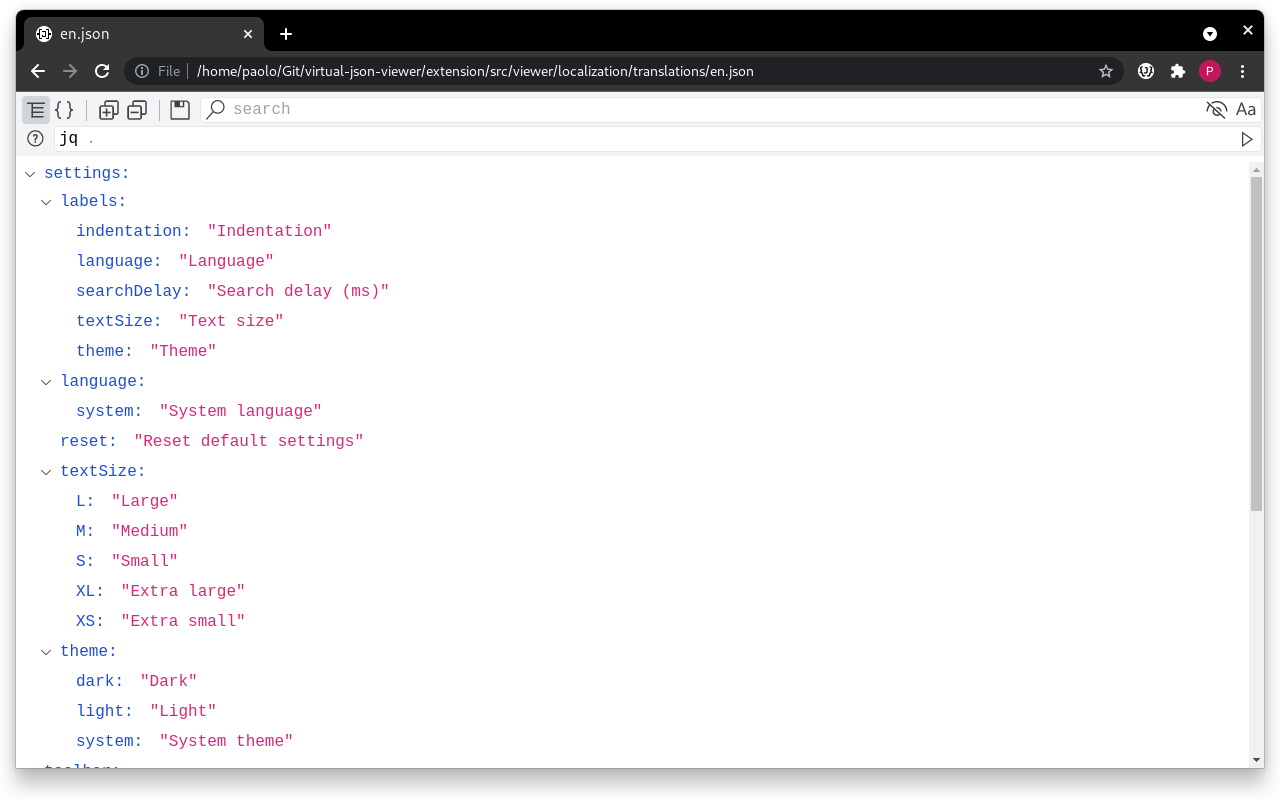 en.json
File /home/paolo/Git/virtual-json-viewer/extension/src/viewer/localization/translations/en.json
P
{} search Aa
? jq .
settings:
labels:
indentation: "Indentation"
language: "Language"
searchDelay: "Search delay (ms)"
textSize: "Text size"
theme: "Theme"
language:
system: "System language"
reset: "Reset default settings"
textSize:
L: "Large"
M: "Medium"
S: "Small"
XL: "Extra large"
XS: "Extra small"
theme:
dark: "Dark"
light: "Light"
system: "System theme"